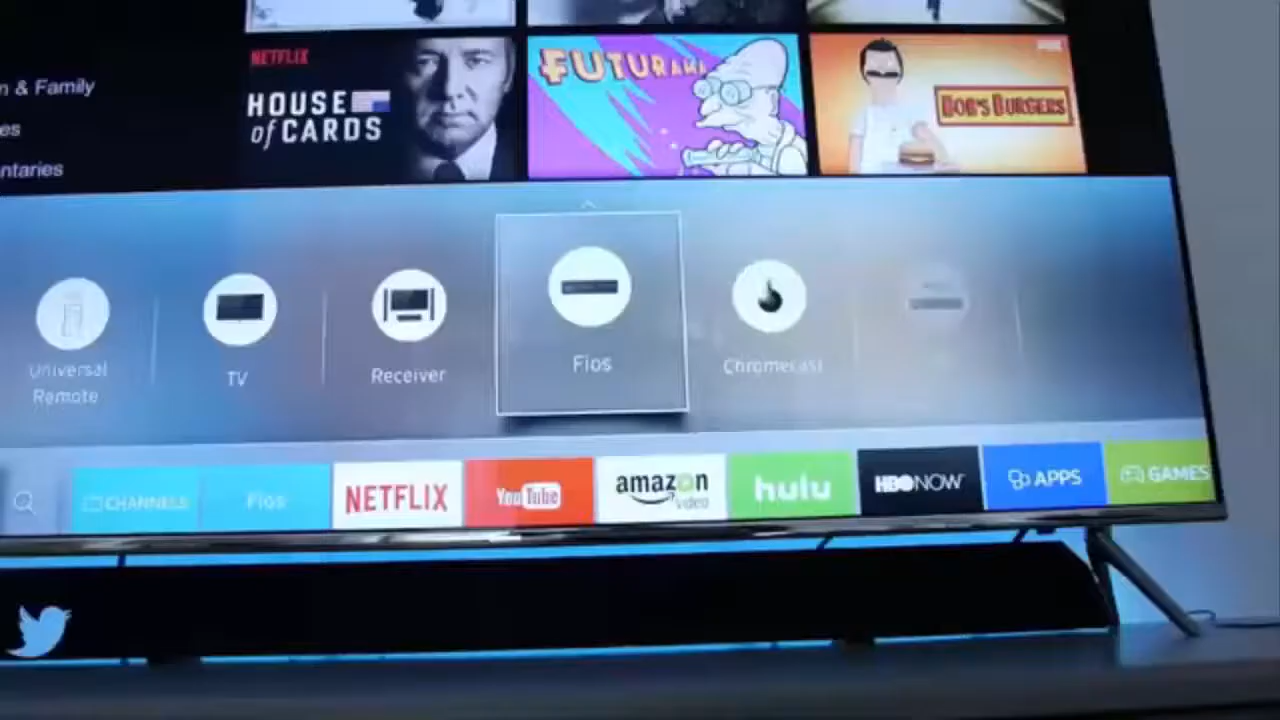 n & Family
es
ntaries
NETFLIX
HOUSE
of CARDS
FUTURAMA
BOB'S BURGERS
Universal
Remote
TV
Receiver
Fios
Chromecast
CHANNELS
Fios
NETFLIX
YouTube
amazon
video
hulu
HBO NOW
APPS
GAMES